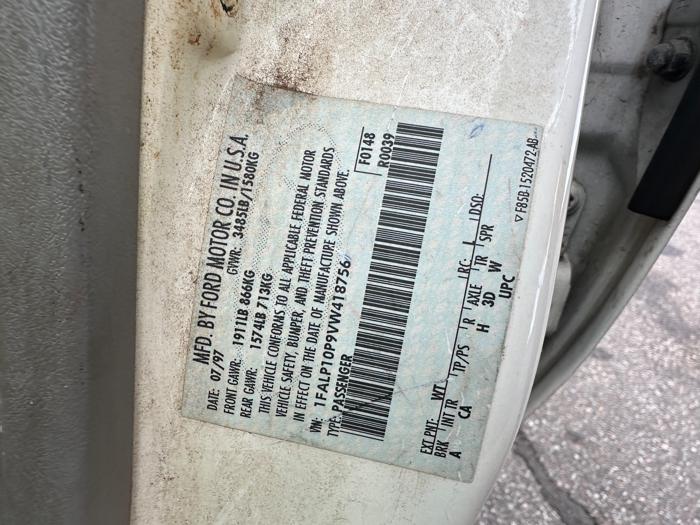 MFD. BY FORD MOTOR CO. IN U.S.A.
DATE: 07/97 GVWR: 3485LB/1580KG
FRONT GAWR: 1911LB 866KG
REAR GAWR: 1574LB 713KG
THIS VEHICLE CONFORMS TO ALL APPLICABLE FEDERAL MOTOR
VEHICLE SAFETY, BUMPER, AND THEFT PREVENTION STANDARDS
IN EFFECT ON THE DATE OF MANUFACTURE SHOWN ABOVE.
VIN: 1FALP10P9VW418756
TYPE: PASSENGER
F0148
R0039
EXT PNT: WT RC: L DSO:
BRK INT TR TP/PS R AXLE TR SPR
A CA H 3D W
UPC
▽ F85B-1520472-AB